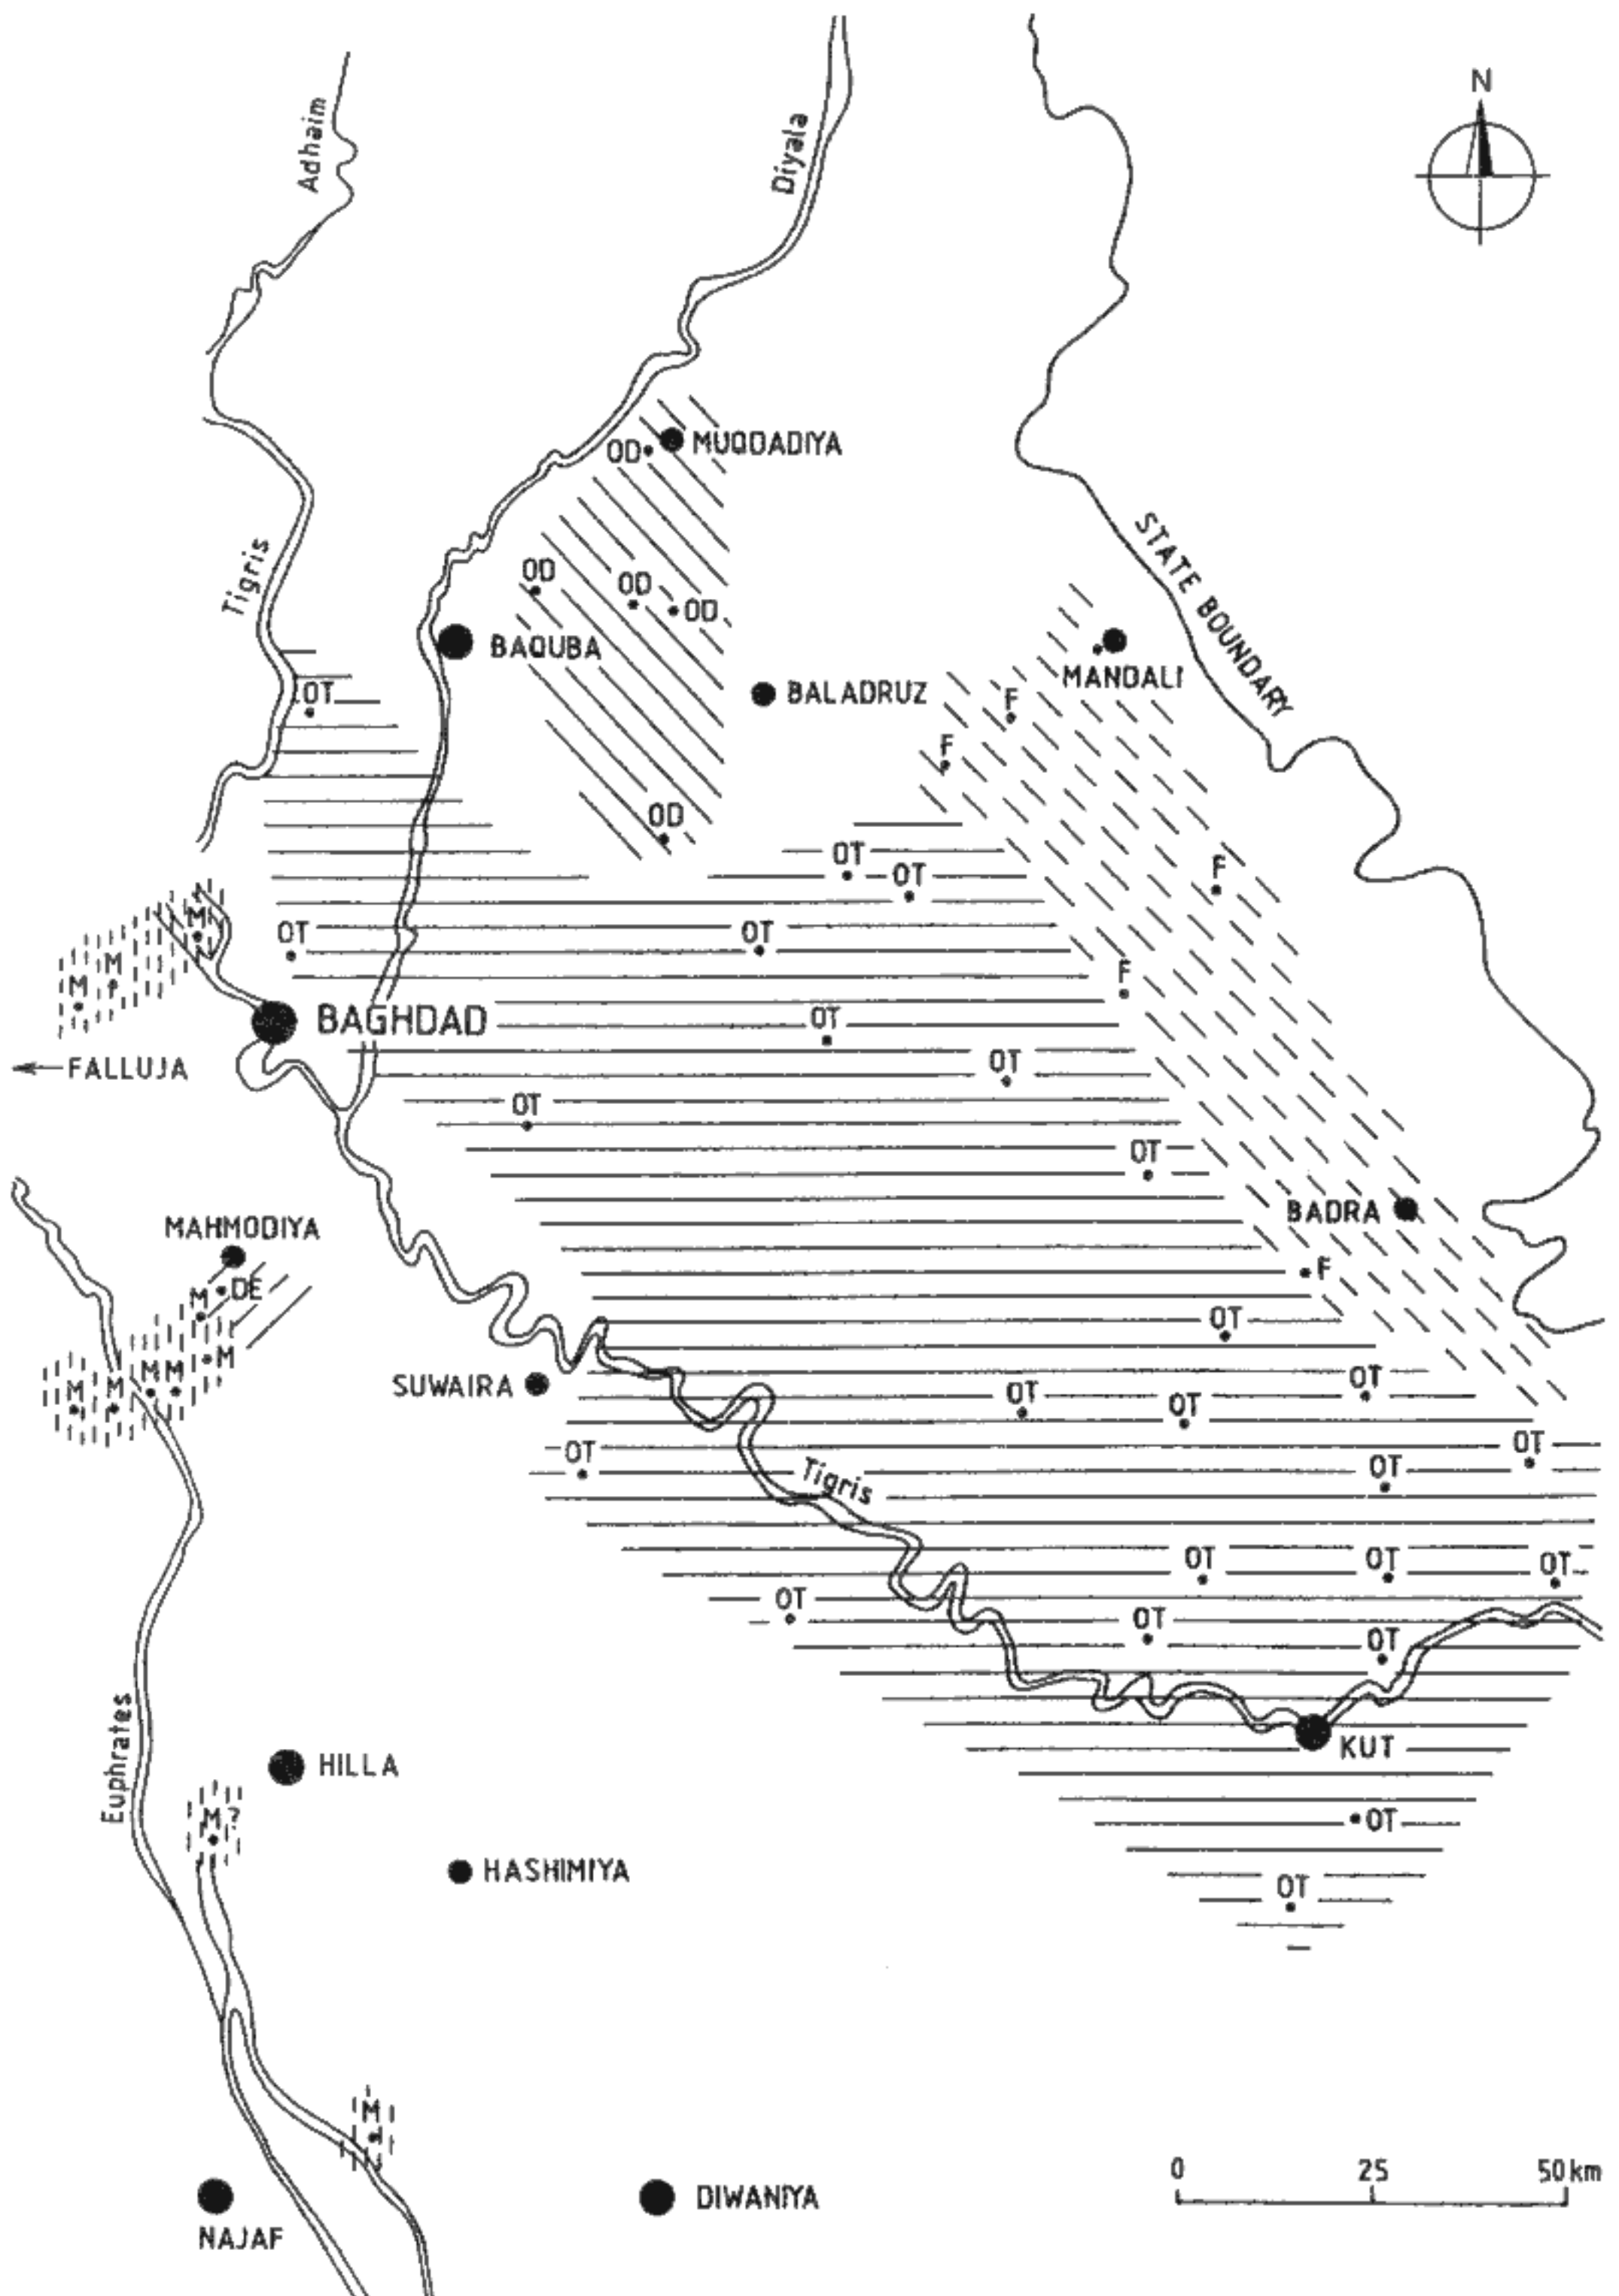 N
Adhaim
Diyala
OD
MUQDADIYA
STATE BOUNDARY
Tigris
OD
OD
OD
BAQUBA
MANDALI
OT
BALADRUZ
F
F
OD
OT
OT
F
M
OT
OT
M
M
F
BAGHDAD
OT
OT
← FALLUJA
OT
OT
MAHMODIYA
BADRA
M
DE
F
OT
M
M
M
M
M
SUWAIRA
OT
OT
OT
OT
OT
Tigris
OT
OT
OT
OT
OT
OT
OT
Euphrates
KUT
HILLA
M?
OT
HASHIMIYA
OT
M
0 25 50 km
NAJAF
DIWANIYA